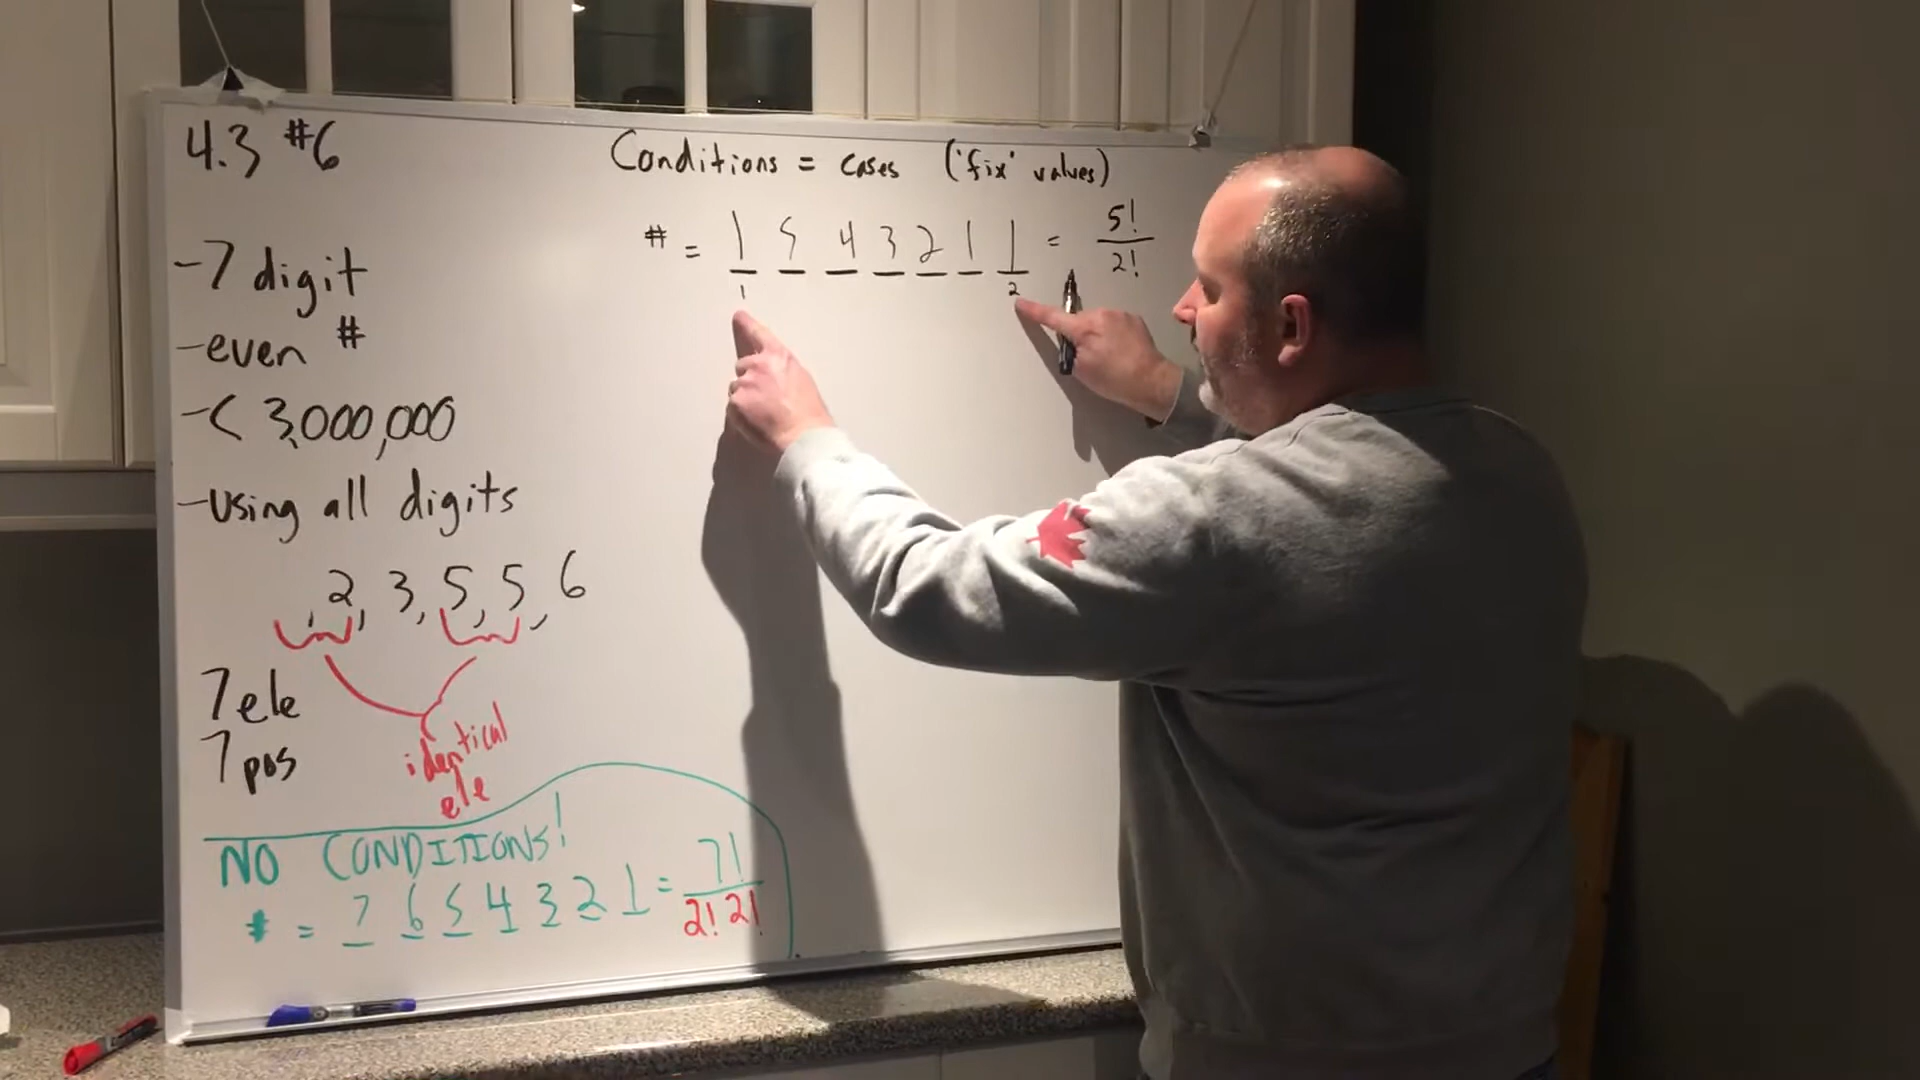 4.3 #6
-7 digit
-even #
-< 3,000,000
-using all digits
, 2, 3, 5, 5, 6
7 ele
7 pos
identical
ele
NO CONDITIONS!
# = 7 6 5 4 3 2 1 = 7! / 2! 2!
Conditions = cases ('fix' values)
# = 1 5 4 3 2 1 1 = 5! / 2!
1 2